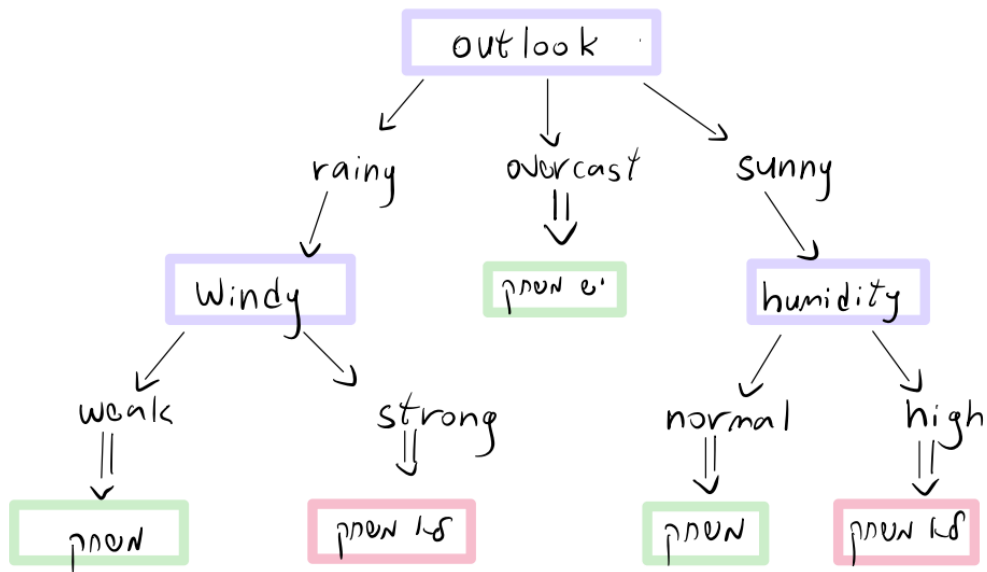 outlook
rainy
overcast
sunny
Windy
יש משחק
humidity
weak
strong
normal
high
משחק
לא משחק
משחק
לא משחק